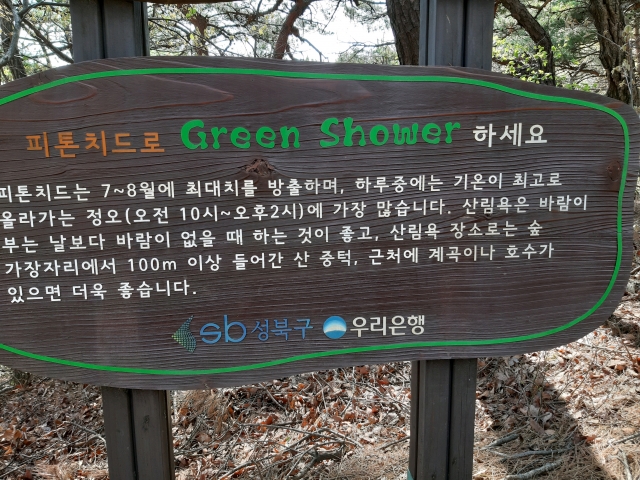 피톤치드로 Green Shower 하세요
피톤치드는 7~8월에 최대치를 방출하며, 하루중에는 기온이 최고로
올라가는 정오(오전 10시~오후2시)에 가장 많습니다. 산림욕은 바람이
부는 날보다 바람이 없을 때 하는 것이 좋고, 산림욕 장소로는 숲
가장자리에서 100m 이상 들어간 산 중턱, 근처에 계곡이나 호수가
있으면 더욱 좋습니다.
sb 성북구 우리은행